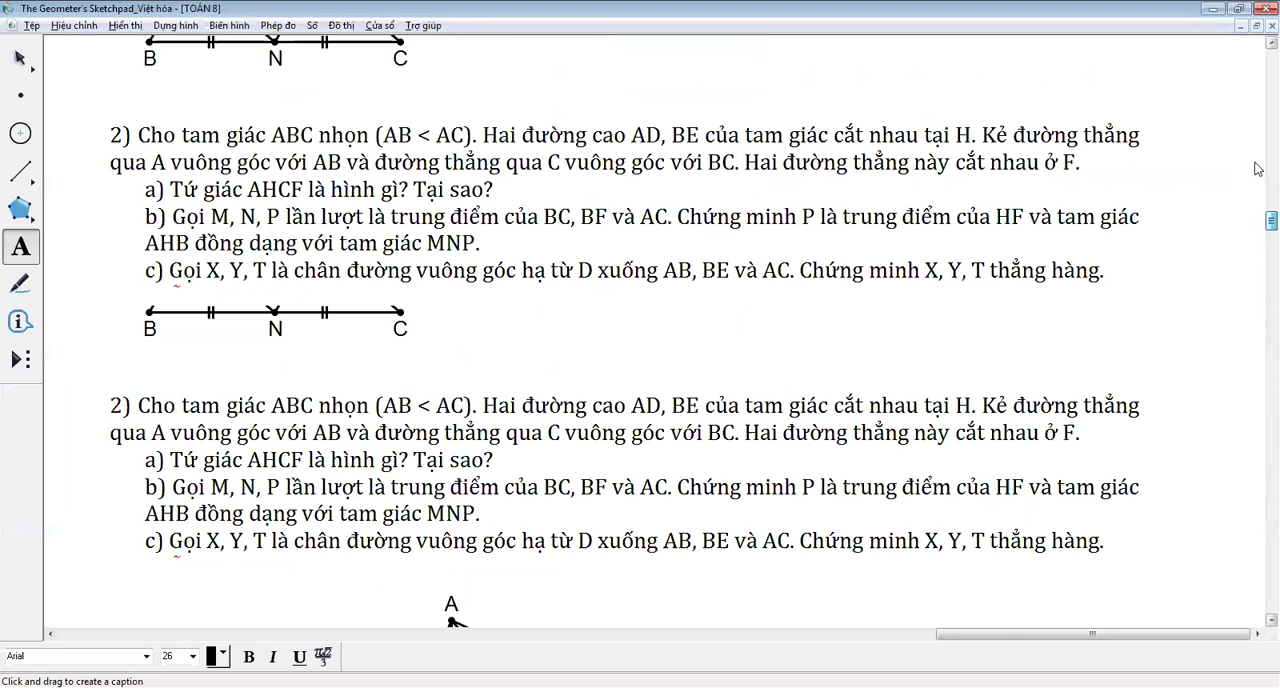 The Geometer's Sketchpad_Việt hóa - [TOÁN 8]
Tệp Hiệu chỉnh Hiển thị Dựng hình Biến hình Phép đo Số Đồ thị Cửa sổ Trợ giúp
B N C
2) Cho tam giác ABC nhọn (AB < AC). Hai đường cao AD, BE của tam giác cắt nhau tại H. Kẻ đường thẳng
qua A vuông góc với AB và đường thẳng qua C vuông góc với BC. Hai đường thẳng này cắt nhau ở F.
a) Tứ giác AHCF là hình gì? Tại sao?
b) Gọi M, N, P lần lượt là trung điểm của BC, BF và AC. Chứng minh P là trung điểm của HF và tam giác
AHB đồng dạng với tam giác MNP.
c) Gọi X, Y, T là chân đường vuông góc hạ từ D xuống AB, BE và AC. Chứng minh X, Y, T thẳng hàng.
B N C
2) Cho tam giác ABC nhọn (AB < AC). Hai đường cao AD, BE của tam giác cắt nhau tại H. Kẻ đường thẳng
qua A vuông góc với AB và đường thẳng qua C vuông góc với BC. Hai đường thẳng này cắt nhau ở F.
a) Tứ giác AHCF là hình gì? Tại sao?
b) Gọi M, N, P lần lượt là trung điểm của BC, BF và AC. Chứng minh P là trung điểm của HF và tam giác
AHB đồng dạng với tam giác MNP.
c) Gọi X, Y, T là chân đường vuông góc hạ từ D xuống AB, BE và AC. Chứng minh X, Y, T thẳng hàng.
A
A
Arial 26 B I U
Click and drag to create a caption